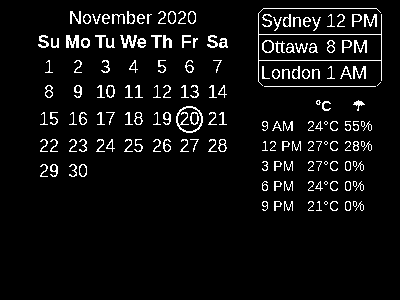 November 2020
Su Mo Tu We Th Fr Sa
1 2 3 4 5 6 7
8 9 10 11 12 13 14
15 16 17 18 19 20 21
22 23 24 25 26 27 28
29 30
Sydney 12 PM
Ottawa 8 PM
London 1 AM
°C ☂
9 AM 24°C 55%
12 PM 27°C 28%
3 PM 27°C 0%
6 PM 24°C 0%
9 PM 21°C 0%